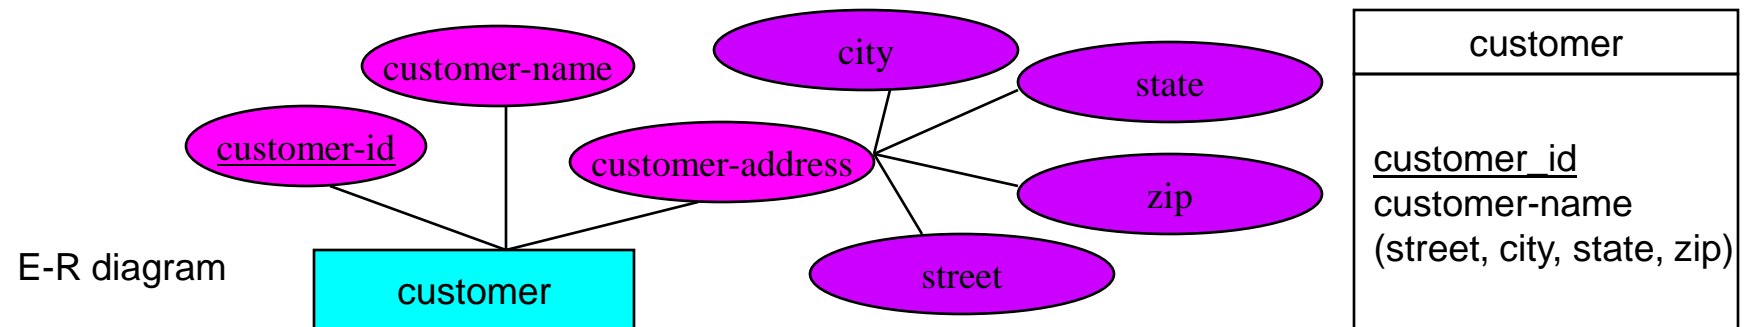 customer-name
city
state
customer
customer-id
customer-address
zip
street
E-R diagram
customer
customer_id
customer-name
(street, city, state, zip)